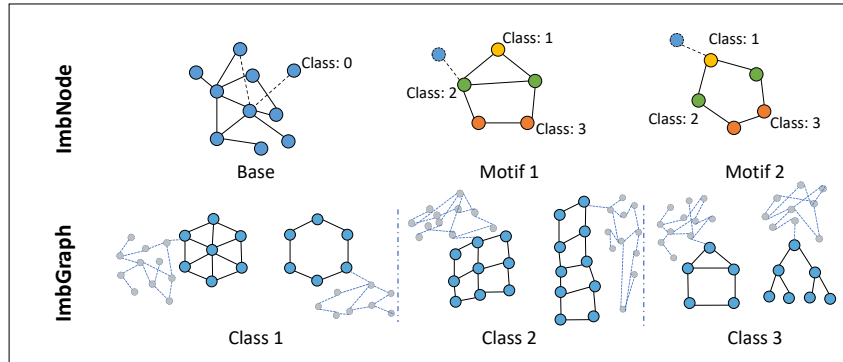 ImbNode
Class: 0
Base
Class: 1
Class: 2
Class: 3
Motif 1
Class: 1
Class: 2
Class: 3
Motif 2
ImbGraph
Class 1
Class 2
Class 3